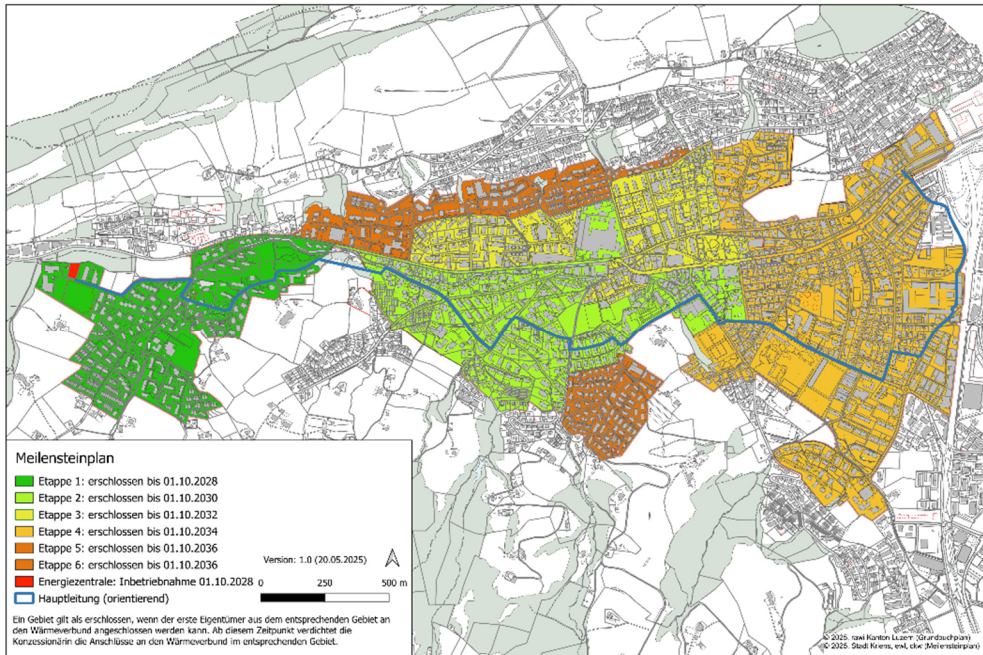 Meilensteinplan
Etappe 1: erschlossen bis 01.10.2028
Etappe 2: erschlossen bis 01.10.2030
Etappe 3: erschlossen bis 01.10.2032
Etappe 4: erschlossen bis 01.10.2034
Etappe 5: erschlossen bis 01.10.2036
Etappe 6: erschlossen bis 01.10.2036
Energiezentrale: Inbetriebnahme 01.10.2028
Hauptleitung (orientierend)
Version: 1.0 (20.05.2025)
0 250 500 m
Ein Gebiet gilt als erschlossen, wenn der erste Eigentümer aus dem entsprechenden Gebiet an
den Wärmeverbund angeschlossen werden kann. Ab diesem Zeitpunkt verdichtet die
Konzessionärin die Anschlüsse an den Wärmeverbund im entsprechenden Gebiet.
© 2025, rawi Kanton Luzern (Grundbuchplan)
© 2025, Stadt Kriens, ewl, ckw (Meilensteinplan)